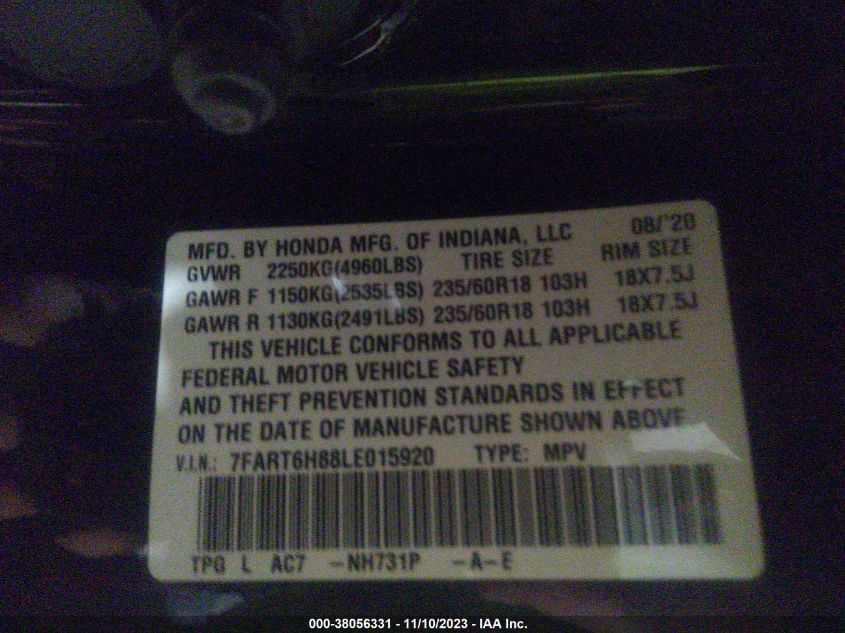 MFD. BY HONDA MFG. OF INDIANA, LLC 08/'20
GVWR 2250KG(4960LBS) TIRE SIZE RIM SIZE
GAWR F 1150KG(2535LBS) 235/60R18 103H 18X7.5J
GAWR R 1130KG(2491LBS) 235/60R18 103H 18X7.5J
THIS VEHICLE CONFORMS TO ALL APPLICABLE
FEDERAL MOTOR VEHICLE SAFETY
AND THEFT PREVENTION STANDARDS IN EFFECT
ON THE DATE OF MANUFACTURE SHOWN ABOVE
V.I.N.: 7FART6H88LE015920 TYPE: MPV
TPG L AC7 -NH731P -A-E
000-38056331 - 11/10/2023 - IAA Inc.